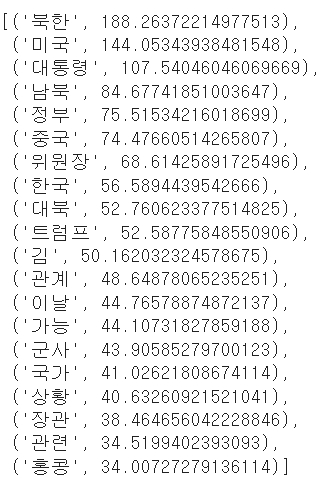 [('북한', 188.26372214977513),
('미국', 144.05343938481548),
('대통령', 107.54046046069669),
('남북', 84.67741851003647),
('정부', 75.51534216018699),
('중국', 74.47660514265807),
('위원장', 68.61425891725496),
('한국', 56.5894439542666),
('대북', 52.760623377514825),
('트럼프', 52.58775848550906),
('김', 50.162032324578675),
('관계', 48.64878065235251),
('이날', 44.76578874872137),
('가능', 44.10731827859188),
('군사', 43.90585279700123),
('국가', 41.02621808674114),
('상황', 40.63260921521041),
('장관', 38.464656042228846),
('관련', 34.5199402393093),
('홍콩', 34.00727279136114)]